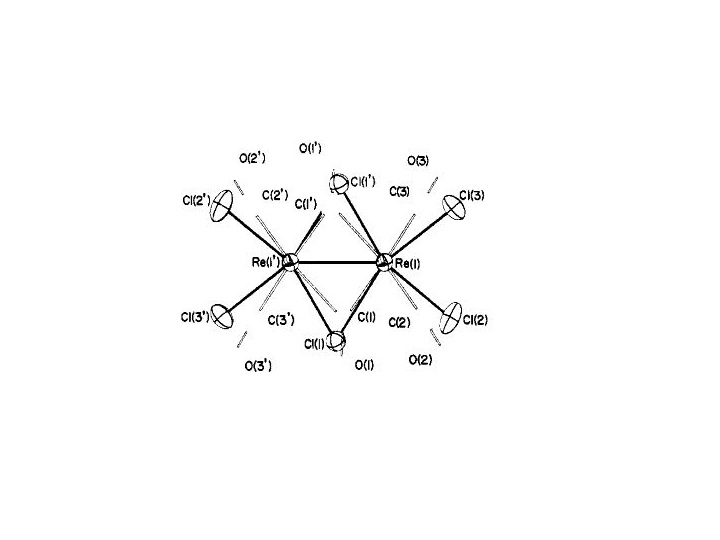 O(1')
O(2')
O(3)
Cl(1')
C(3)
Cl(3)
Cl(2')
C(2')
C(1')
Re(1')
Re(1)
Cl(3')
C(3')
C(1)
C(2)
Cl(2)
Cl(1)
O(3')
O(1)
O(2)